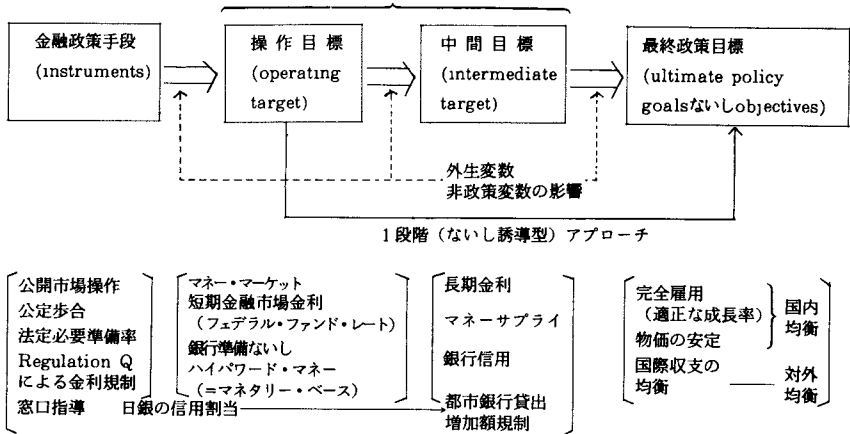 金融政策手段
(ınstruments)
操作目標
(operatıng
target)
中間目標
(ıntermediate
target)
最終政策目標
(ultimate policy
goalsないしobȷectives)
外生変数
非政策変数の影響
1段階(ないし誘導型)アプローチ
公開市場操作
公定歩合
法定必要準備率
Regulation Q
による金利規制
窓口指導
日銀の信用割当
マネー・マーケット
短期金融市場金利
(フェデラル・ファンド・レート)
銀行準備ないし
ハイパワード・マネー
(=マネタリー・ベース)
長期金利
マネーサプライ
銀行信用
都市銀行貸出
増加額規制
完全雇用
(適正な成長率)
物価の安定
国内
均衡
国際収支の
均衡
対外
均衡